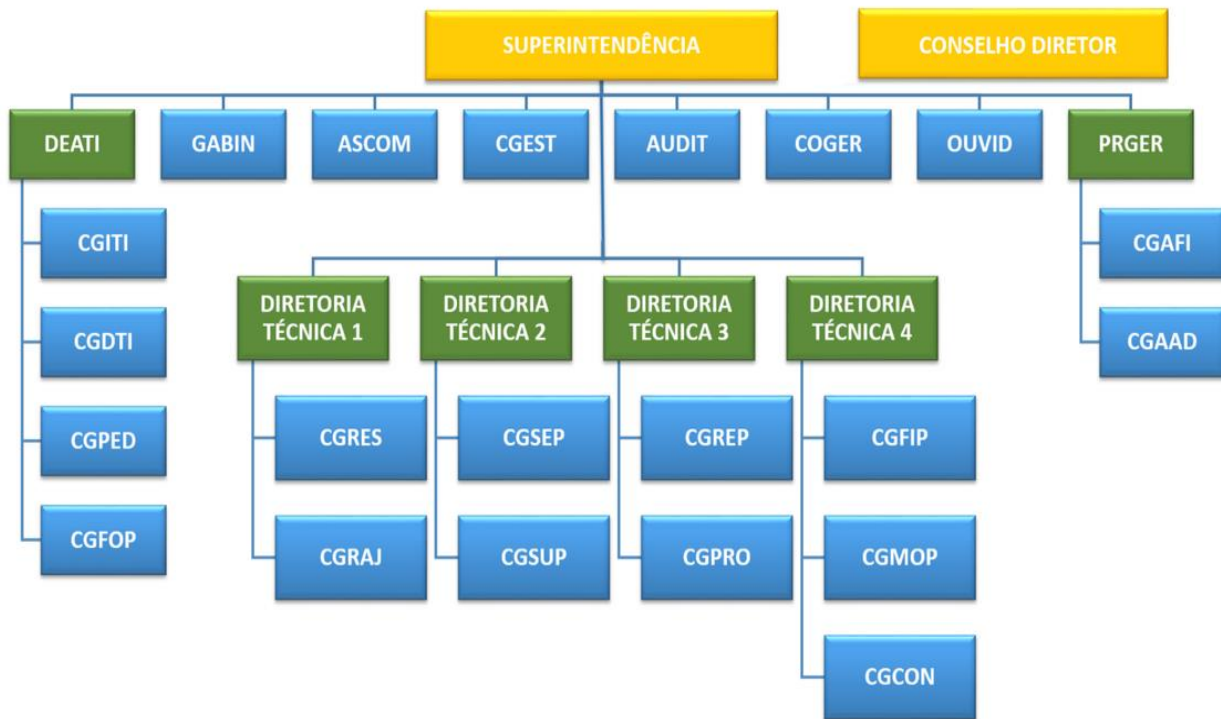 SUPERINTENDÊNCIA
CONSELHO DIRETOR
DEATI
GABIN
ASCOM
CGEST
AUDIT
COGER
OUVID
PRGER
CGITI
CGDTI
CGPED
CGFOP
DIRETORIA
TÉCNICA 1
CGRES
CGRAJ
DIRETORIA
TÉCNICA 2
CGSEP
CGSUP
DIRETORIA
TÉCNICA 3
CGREP
CGPRO
DIRETORIA
TÉCNICA 4
CGFIP
CGMOP
CGCON
CGAFI
CGAAD